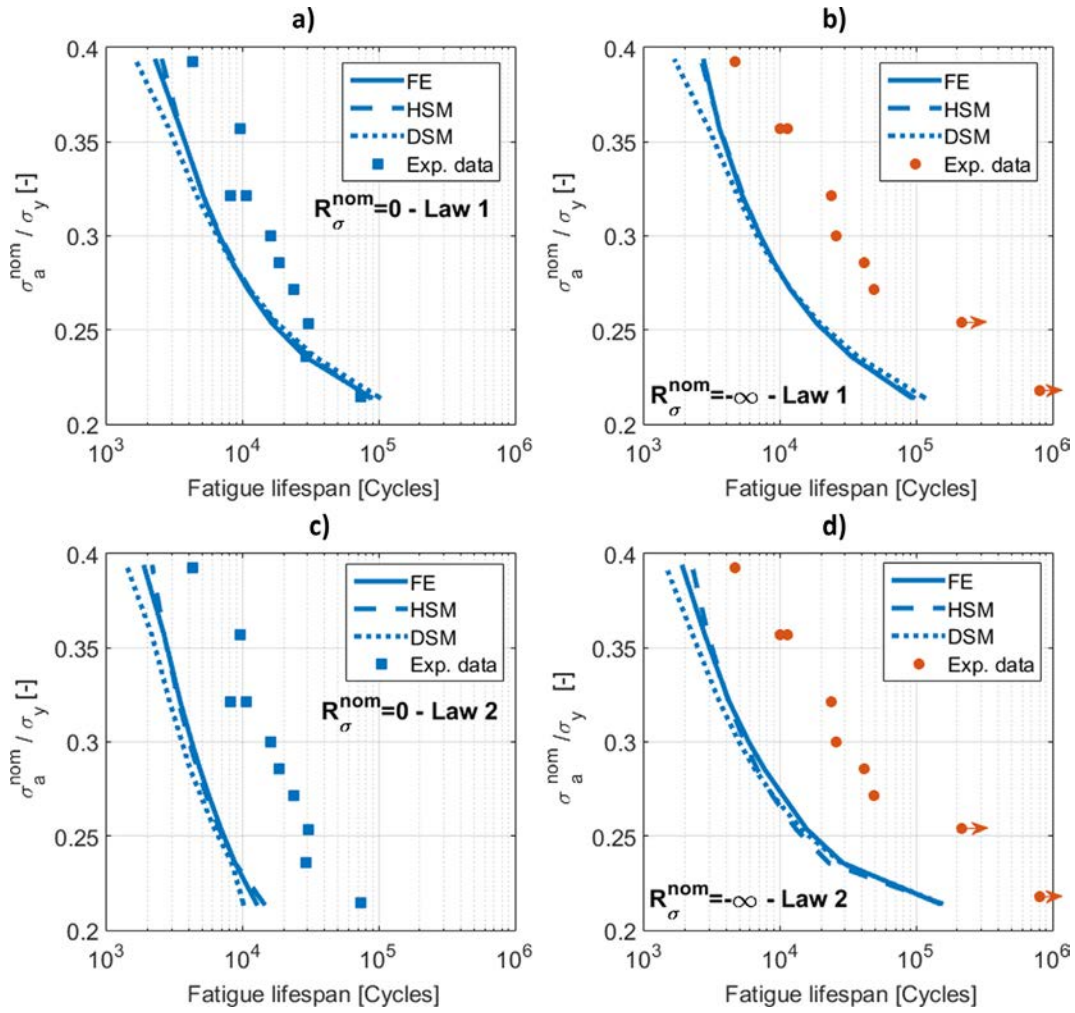 a)
0.4
0.35
0.3
0.25
0.2
σ_a^nom / σ_y [-]
FE
HSM
DSM
Exp. data
R_σ^nom=0 - Law 1
10^3 10^4 10^5 10^6
Fatigue lifespan [Cycles]
b)
0.4
0.35
0.3
0.25
0.2
σ_a^nom / σ_y [-]
FE
HSM
DSM
Exp. data
R_σ^nom=-∞ - Law 1
10^3 10^4 10^5 10^6
Fatigue lifespan [Cycles]
c)
0.4
0.35
0.3
0.25
0.2
σ_a^nom / σ_y [-]
FE
HSM
DSM
Exp. data
R_σ^nom=0 - Law 2
10^3 10^4 10^5 10^6
Fatigue lifespan [Cycles]
d)
0.4
0.35
0.3
0.25
0.2
σ_a^nom /σ_y [-]
FE
HSM
DSM
Exp. data
R_σ^nom=-∞ - Law 2
10^3 10^4 10^5 10^6
Fatigue lifespan [Cycles]